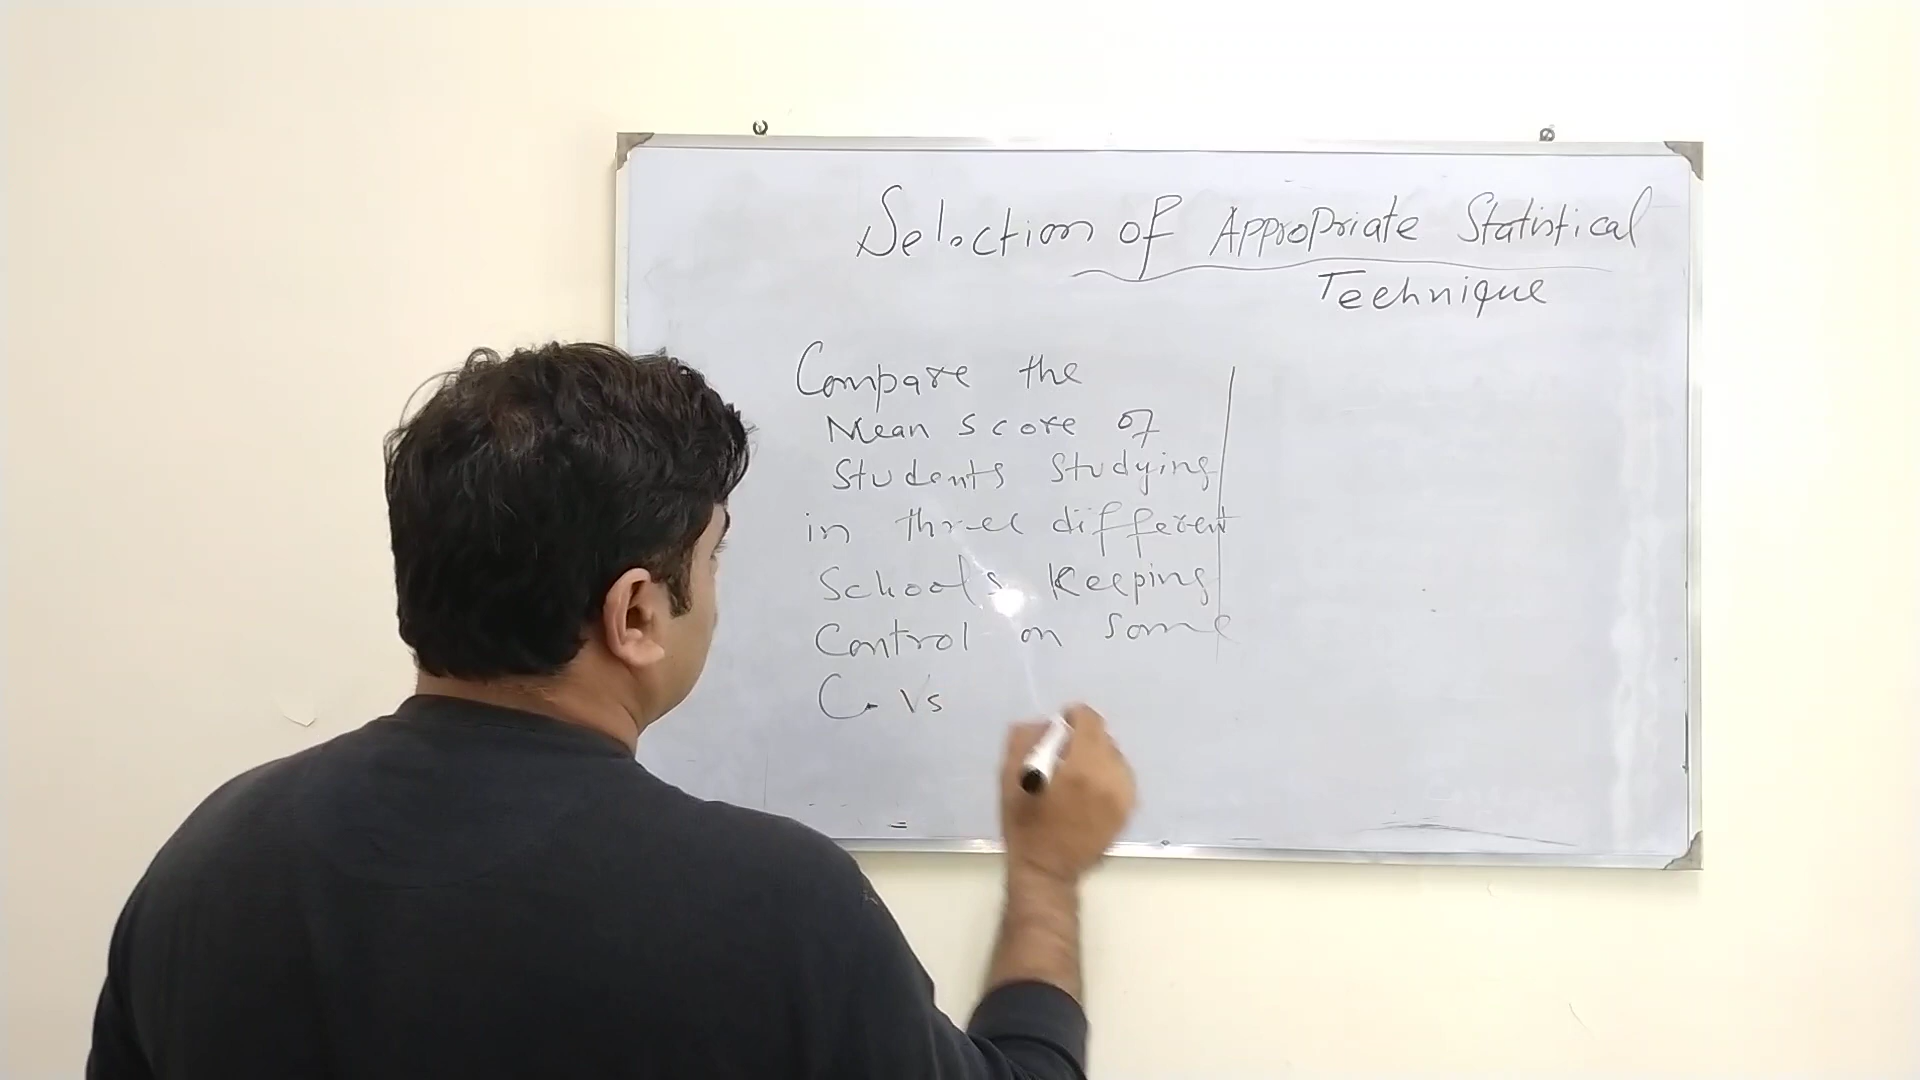 Selection of Appropriate Statistical
Technique
Compare the
Mean score of
Students Studying
in three different
Schools Keeping
Control on some
C. Vs